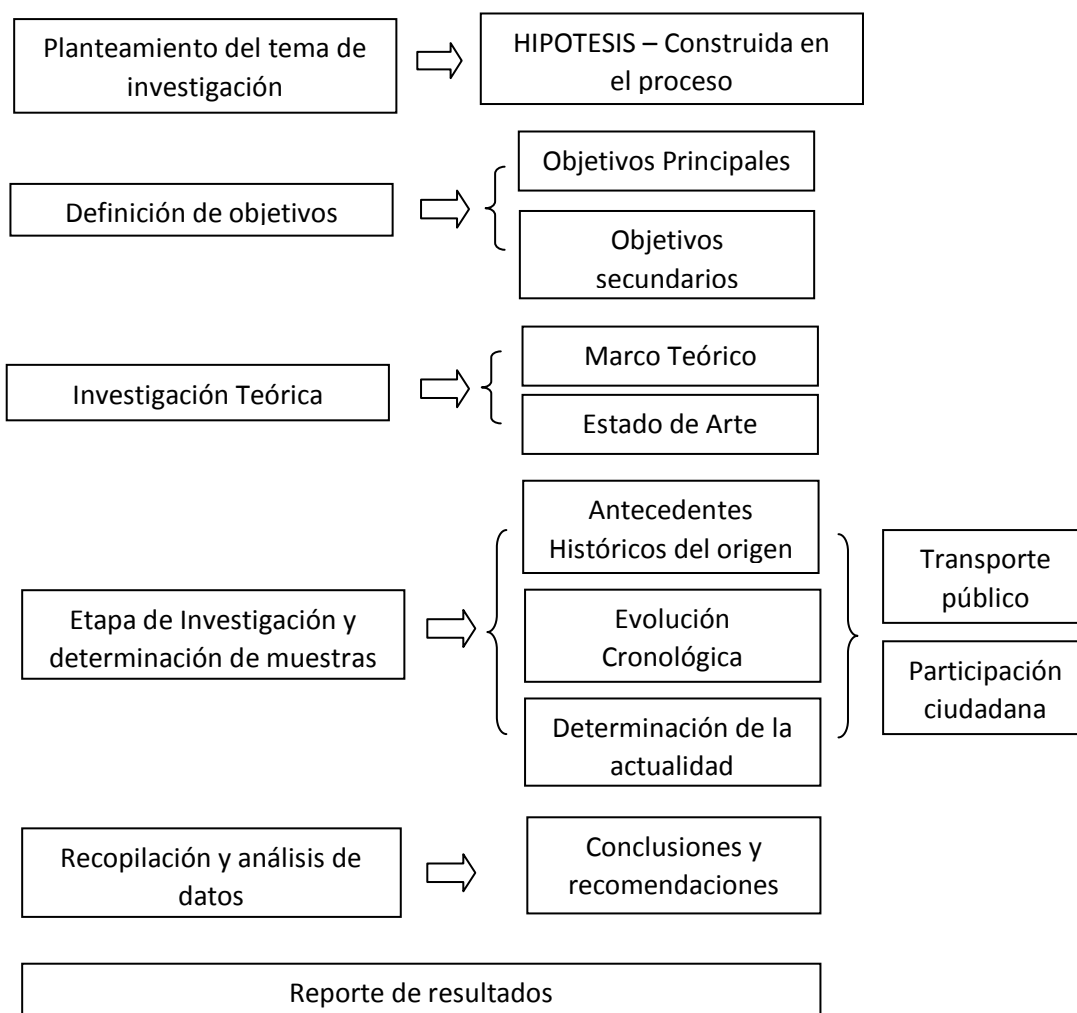 Planteamiento del tema de
investigación
HIPOTESIS – Construida en
el proceso
Definición de objetivos
Objetivos Principales
Objetivos
secundarios
Investigación Teórica
Marco Teórico
Estado de Arte
Etapa de Investigación y
determinación de muestras
Antecedentes
Históricos del origen
Evolución
Cronológica
Determinación de la
actualidad
Transporte
público
Participación
ciudadana
Recopilación y análisis de
datos
Conclusiones y
recomendaciones
Reporte de resultados